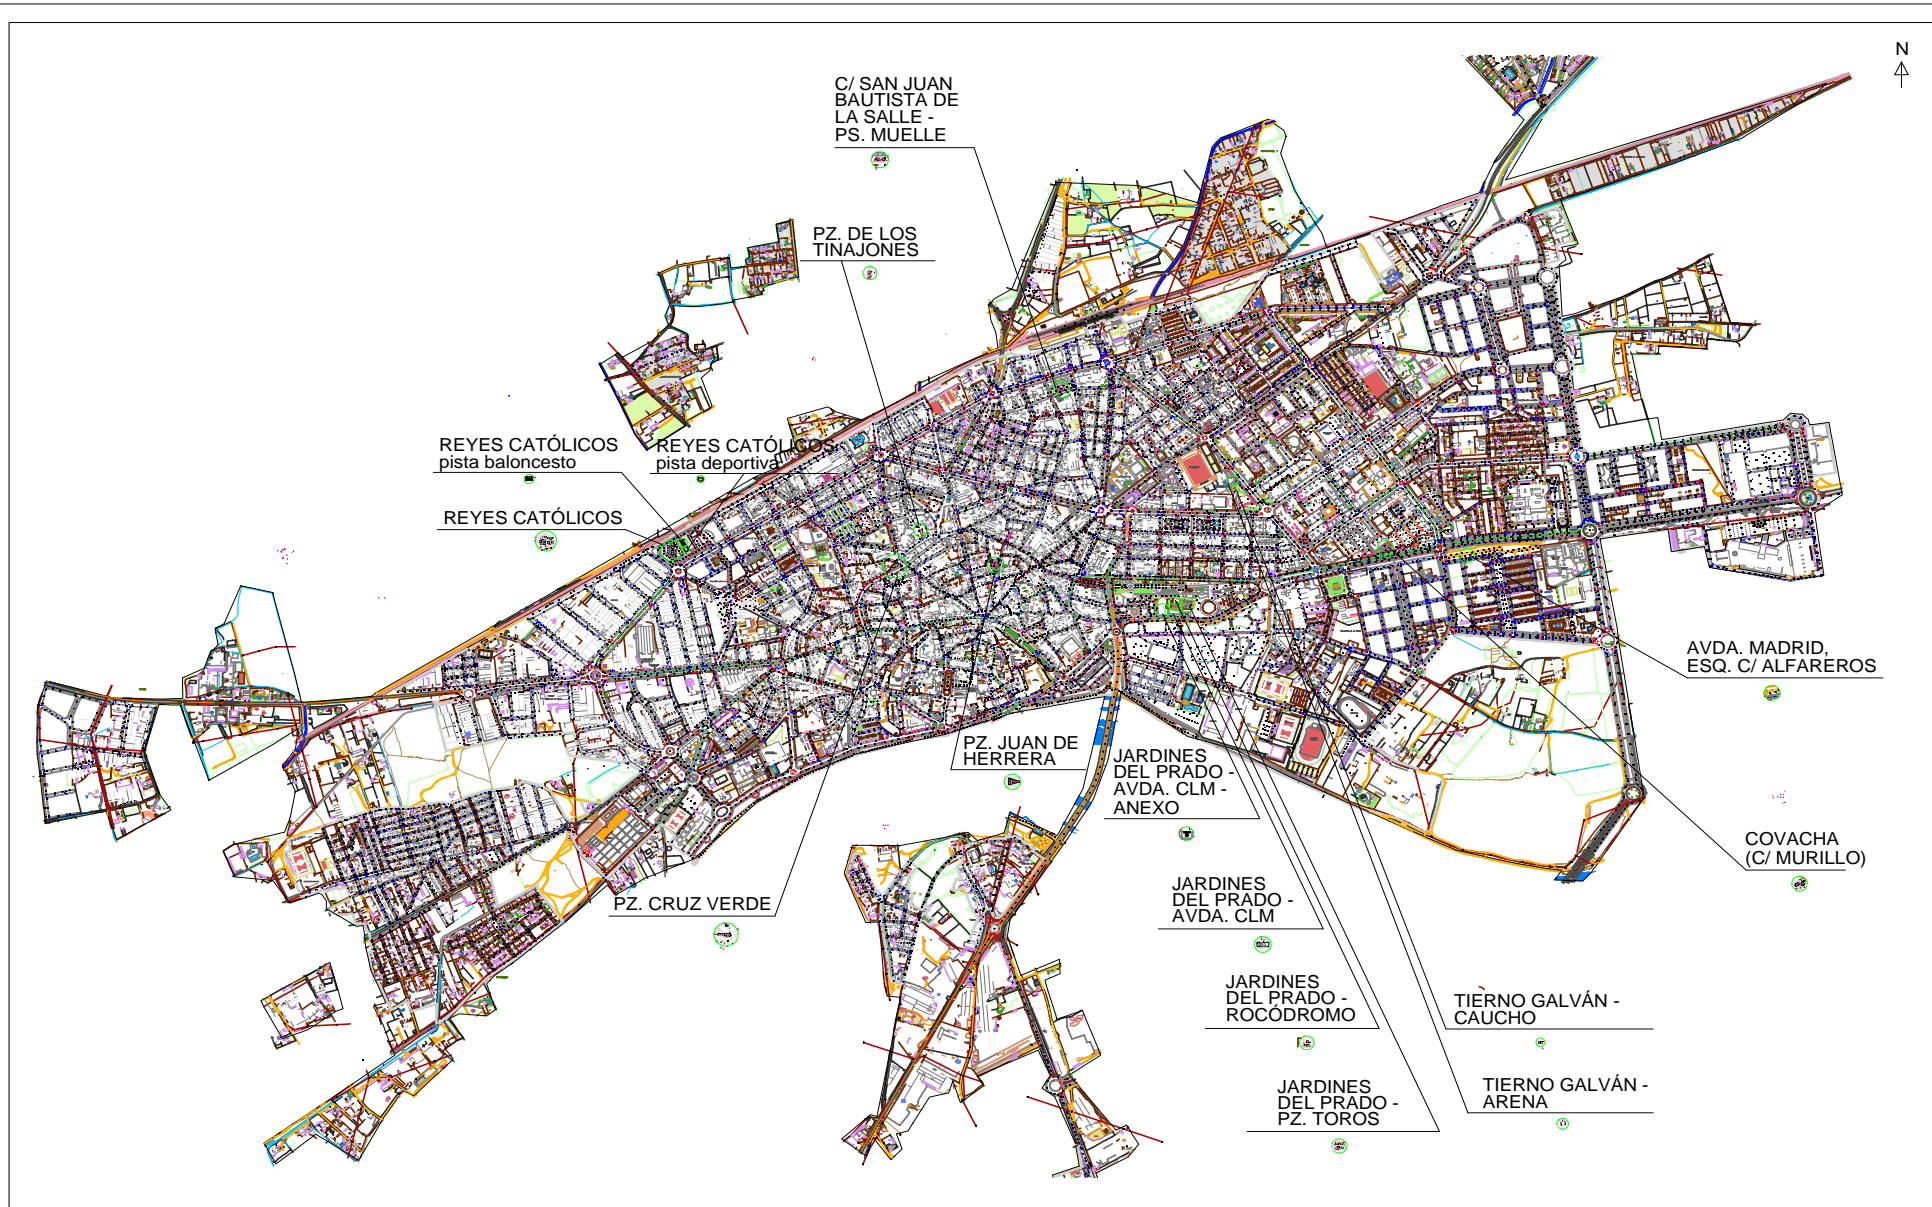 N
C/ SAN JUAN
BAUTISTA DE
LA SALLE -
PS. MUELLE
PZ. DE LOS
TINAJONES
REYES CATÓLICOS
pista baloncesto
REYES CATÓLICOS
pista deportiva
REYES CATÓLICOS
AVDA. MADRID,
ESQ. C/ ALFAREROS
PZ. JUAN DE
HERRERA
JARDINES
DEL PRADO -
AVDA. CLM -
ANEXO
COVACHA
(C/ MURILLO)
PZ. CRUZ VERDE
JARDINES
DEL PRADO -
AVDA. CLM
JARDINES
DEL PRADO -
ROCÓDROMO
TIERNO GALVÁN -
CAUCHO
JARDINES
DEL PRADO -
PZ. TOROS
TIERNO GALVÁN -
ARENA